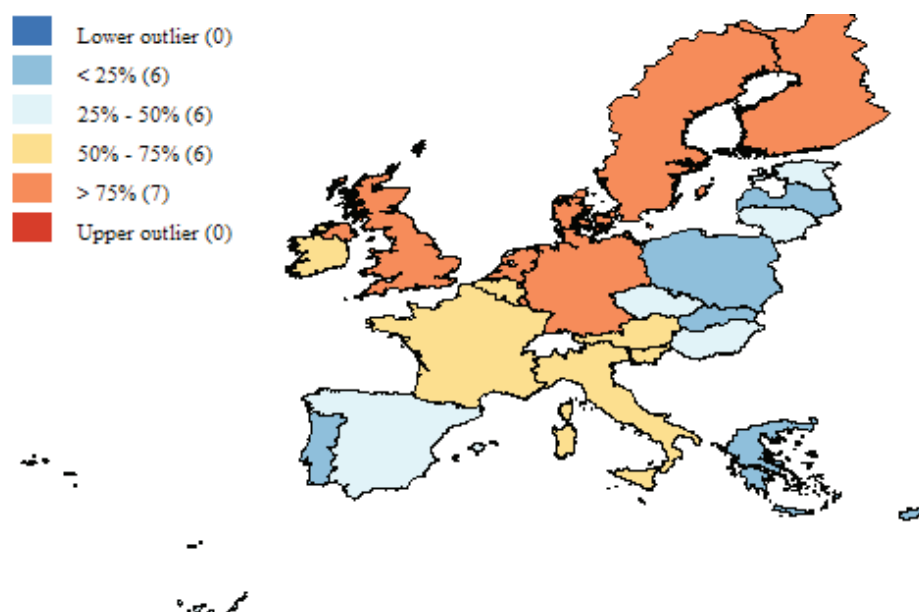 Lower outlier (0)
< 25% (6)
25% - 50% (6)
50% - 75% (6)
> 75% (7)
Upper outlier (0)